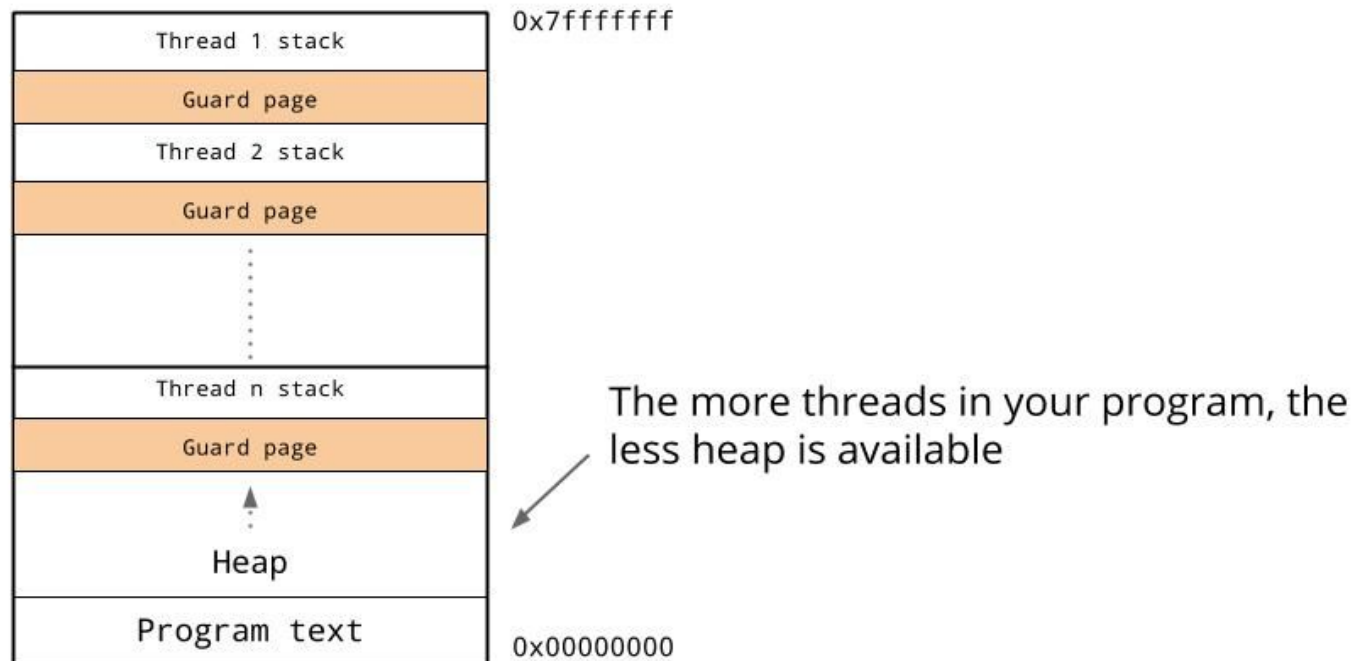 Thread 1 stack
0x7fffffff
Guard page
Thread 2 stack
Guard page
Thread n stack
Guard page
The more threads in your program, the
less heap is available
Heap
Program text
0x00000000